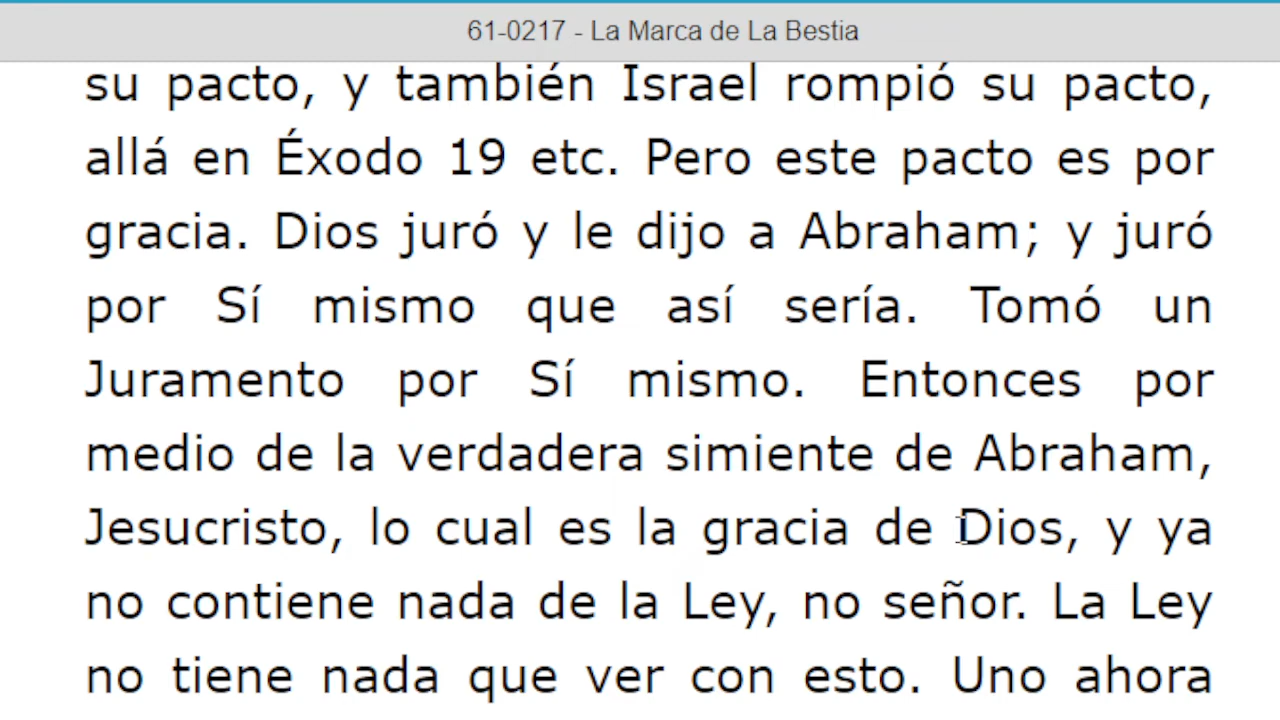 61-0217 - La Marca de La Bestia
su pacto, y también Israel rompió su pacto,
allá en Éxodo 19 etc. Pero este pacto es por
gracia. Dios juró y le dijo a Abraham; y juró
por Sí mismo que así sería. Tomó un
Juramento por Sí mismo. Entonces por
medio de la verdadera simiente de Abraham,
Jesucristo, lo cual es la gracia de Dios, y ya
no contiene nada de la Ley, no señor. La Ley
no tiene nada que ver con esto. Uno ahora